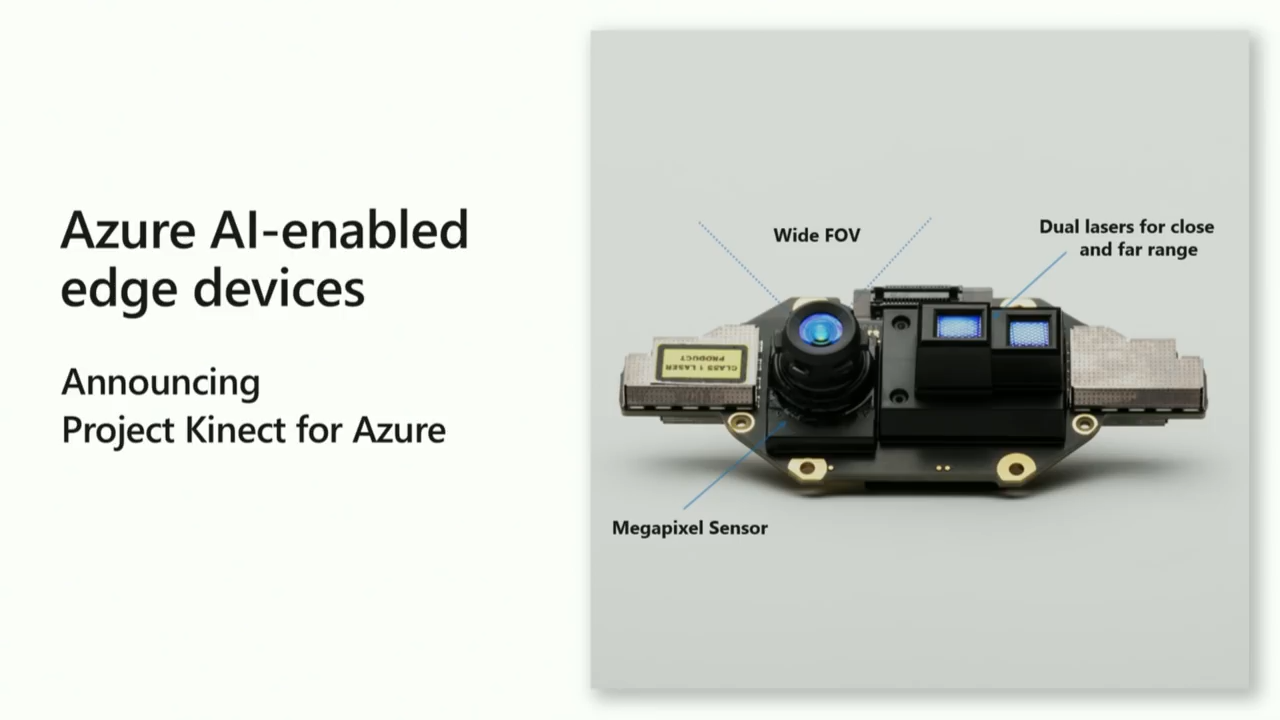 Azure AI-enabled
edge devices
Announcing
Project Kinect for Azure
Wide FOV
Dual lasers for close
and far range
CLASS 1 LASER
PRODUCT
Megapixel Sensor